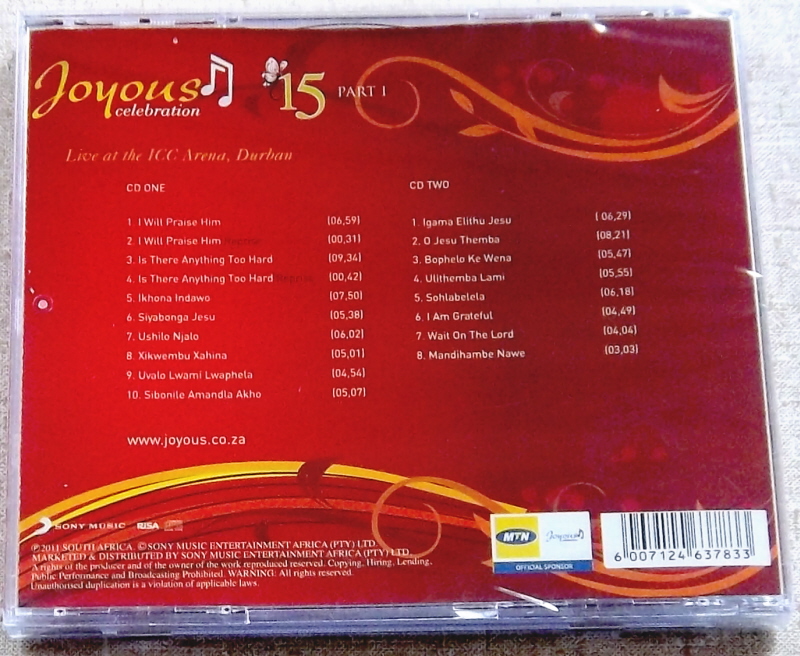 Joyous
celebration
15 PART 1
Live at the ICC Arena, Durban
CD ONE
1. I Will Praise Him (06,59)
2. I Will Praise Him Reprise (00,31)
3. Is There Anything Too Hard (09,34)
4. Is There Anything Too Hard Reprise (00,42)
5. Ikhona Indawo (07,50)
6. Siyabonga Jesu (05,38)
7. Ushilo Njalo (06,02)
8. Xikwembu Xahina (05,01)
9. Uvalo Lwami Lwaphela (04,54)
10. Sibonile Amandla Akho (05,07)
CD TWO
1. Igama Elithu Jesu (06,29)
2. O Jesu Themba (08,21)
3. Bophelo Ke Wena (05,47)
4. Ulithemba Lami (05,55)
5. Sohlabelela (06,18)
6. I Am Grateful (04,49)
7. Wait On The Lord (04,04)
8. Mandihambe Nawe (03,03)
www.joyous.co.za
SONY MUSIC RISA
℗2011 SOUTH AFRICA. ©SONY MUSIC ENTERTAINMENT AFRICA (PTY) LTD.
MARKETED & DISTRIBUTED BY SONY MUSIC ENTERTAINMENT AFRICA (PTY) LTD.
A rights of the producer and of the owner of the work reproduced reserved. Copying, Hiring, Lending,
Public Performance and Broadcasting Prohibited. WARNING: All rights reserved.
Unauthorised duplication is a violation of applicable laws.
MTN
Joyous
OFFICIAL SPONSOR
6 007124 637833